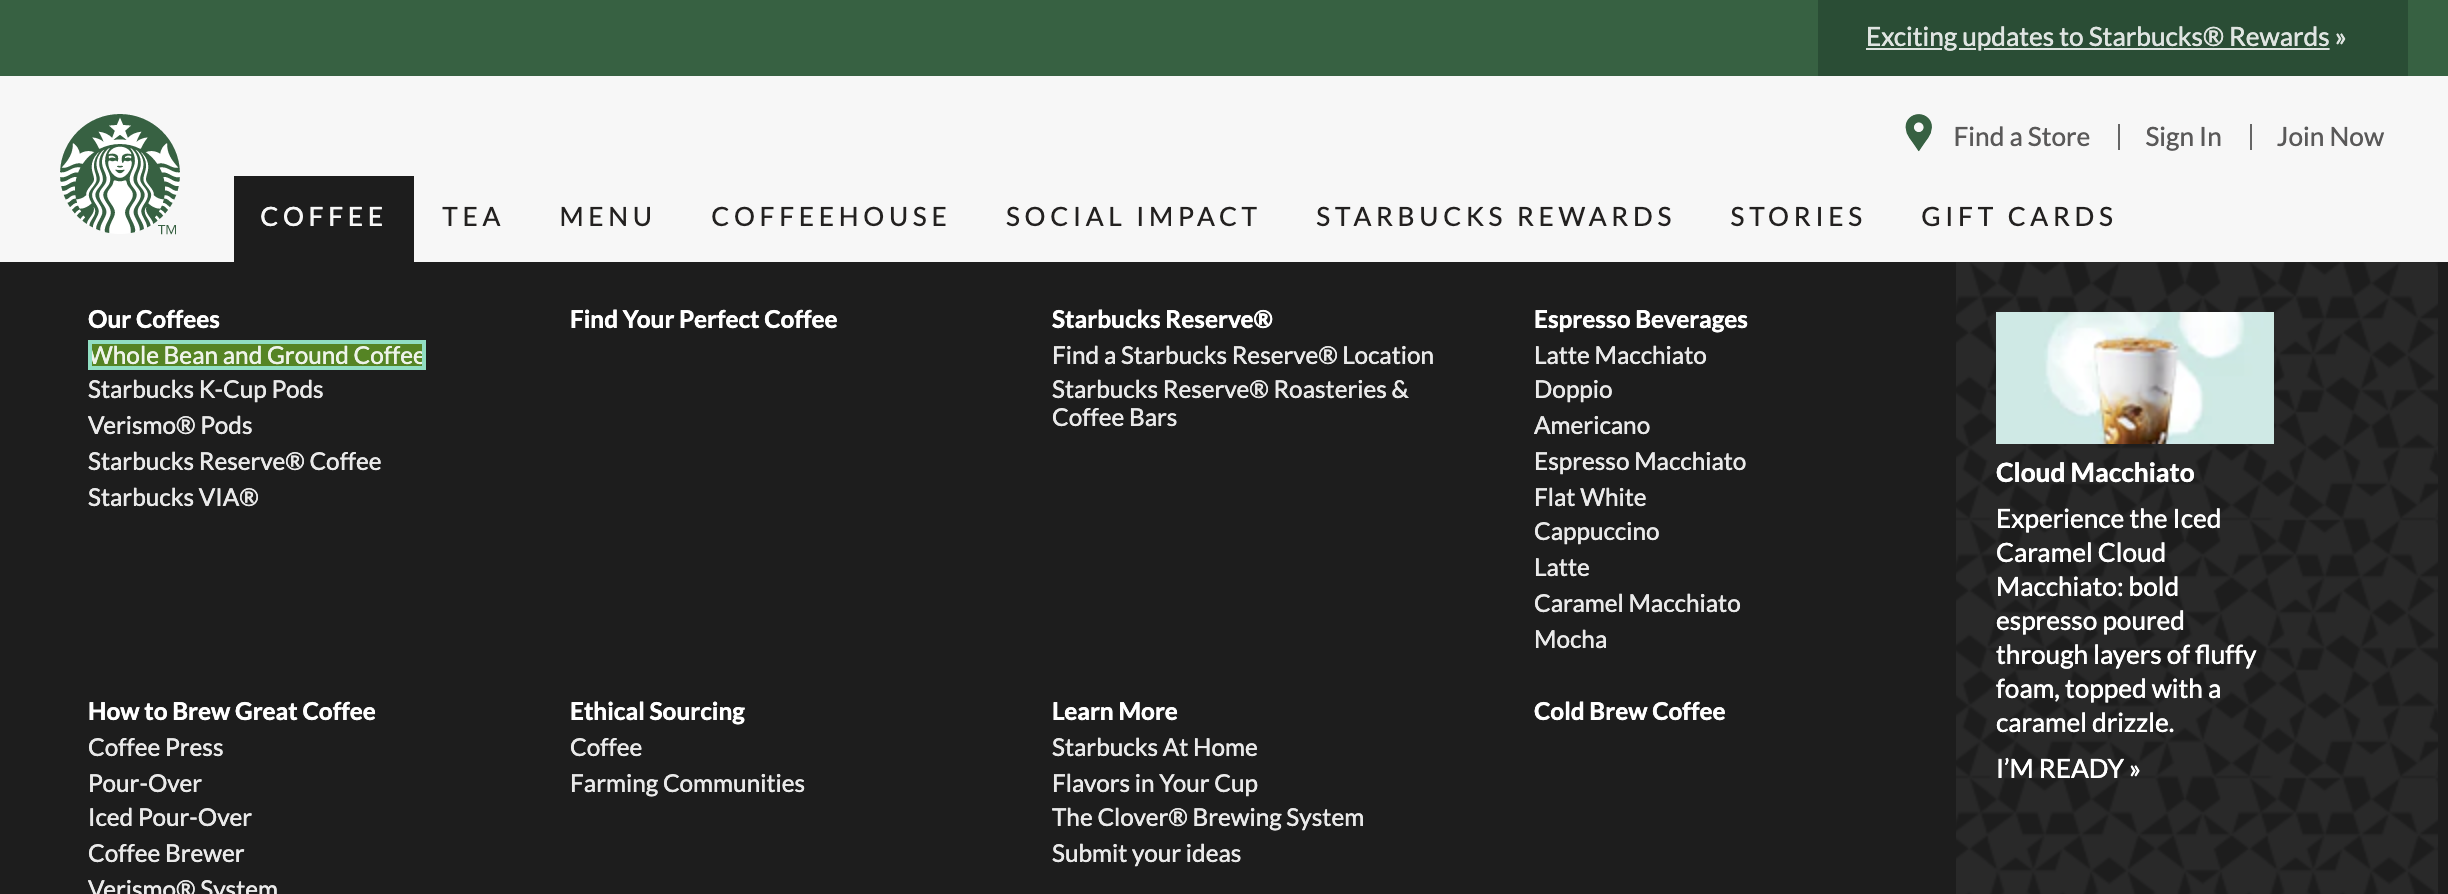 Exciting updates to Starbucks® Rewards »
Find a Store | Sign In | Join Now
TM
COFFEE TEA MENU COFFEEHOUSE SOCIAL IMPACT STARBUCKS REWARDS STORIES GIFT CARDS
Our Coffees
Whole Bean and Ground Coffee
Starbucks K-Cup Pods
Verismo® Pods
Starbucks Reserve® Coffee
Starbucks VIA®
Find Your Perfect Coffee
Starbucks Reserve®
Find a Starbucks Reserve® Location
Starbucks Reserve® Roasteries &
Coffee Bars
Espresso Beverages
Latte Macchiato
Doppio
Americano
Espresso Macchiato
Flat White
Cappuccino
Latte
Caramel Macchiato
Mocha
How to Brew Great Coffee
Coffee Press
Pour-Over
Iced Pour-Over
Coffee Brewer
Verismo® System
Ethical Sourcing
Coffee
Farming Communities
Learn More
Starbucks At Home
Flavors in Your Cup
The Clover® Brewing System
Submit your ideas
Cold Brew Coffee
Cloud Macchiato
Experience the Iced
Caramel Cloud
Macchiato: bold
espresso poured
through layers of fluffy
foam, topped with a
caramel drizzle.
I’M READY »